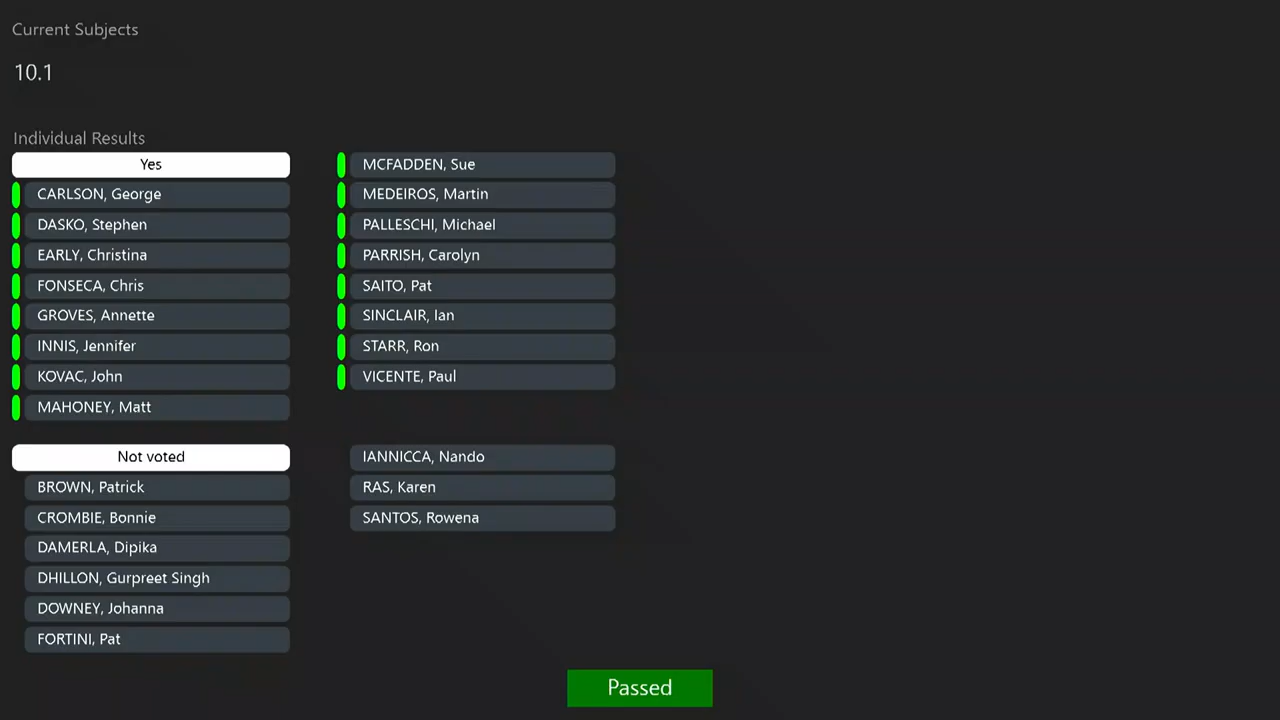 Current Subjects
10.1
Individual Results
Yes
CARLSON, George
DASKO, Stephen
EARLY, Christina
FONSECA, Chris
GROVES, Annette
INNIS, Jennifer
KOVAC, John
MAHONEY, Matt
MCFADDEN, Sue
MEDEIROS, Martin
PALLESCHI, Michael
PARRISH, Carolyn
SAITO, Pat
SINCLAIR, Ian
STARR, Ron
VICENTE, Paul
Not voted
BROWN, Patrick
CROMBIE, Bonnie
DAMERLA, Dipika
DHILLON, Gurpreet Singh
DOWNEY, Johanna
FORTINI, Pat
IANNICCA, Nando
RAS, Karen
SANTOS, Rowena
Passed